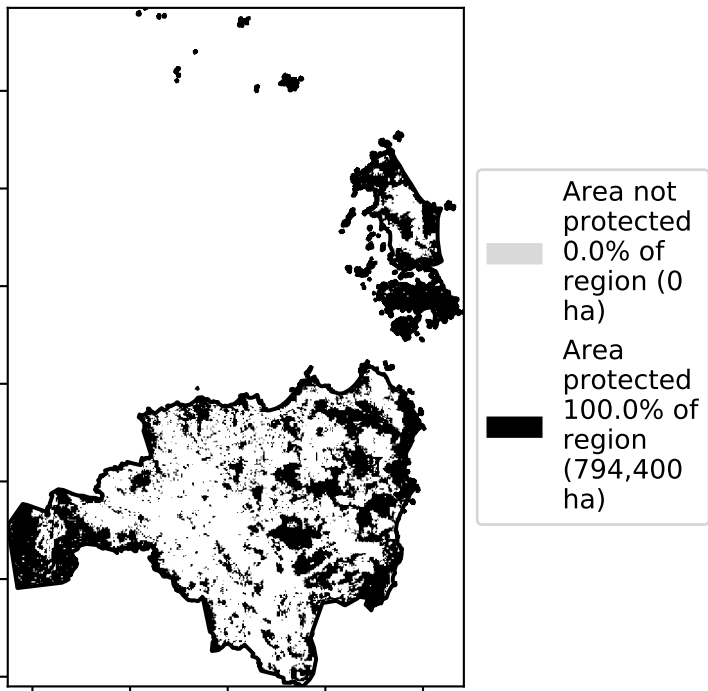 Area not
protected
0.0% of
region (0
ha)
Area
protected
100.0% of
region
(794,400
ha)